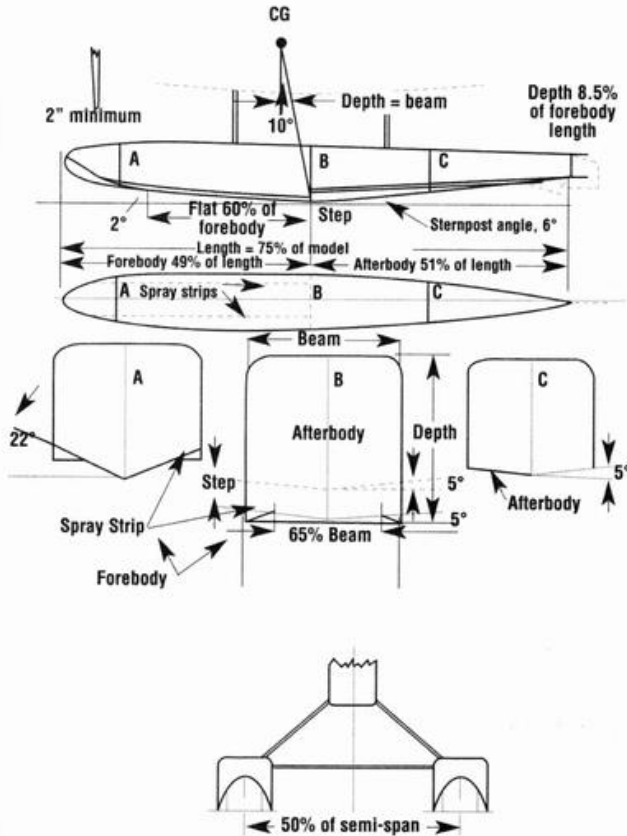 CG
2" minimum
10°
Depth = beam
Depth 8.5%
of forebody
length
A
B
C
2°
Flat 60% of
forebody
Step
Sternpost angle, 6°
Length = 75% of model
Forebody 49% of length
Afterbody 51% of length
A
Spray strips
B
C
Beam
A
B
C
22°
Afterbody
Depth
Step
5°
5°
Afterbody
Spray Strip
5°
65% Beam
Forebody
50% of semi-span